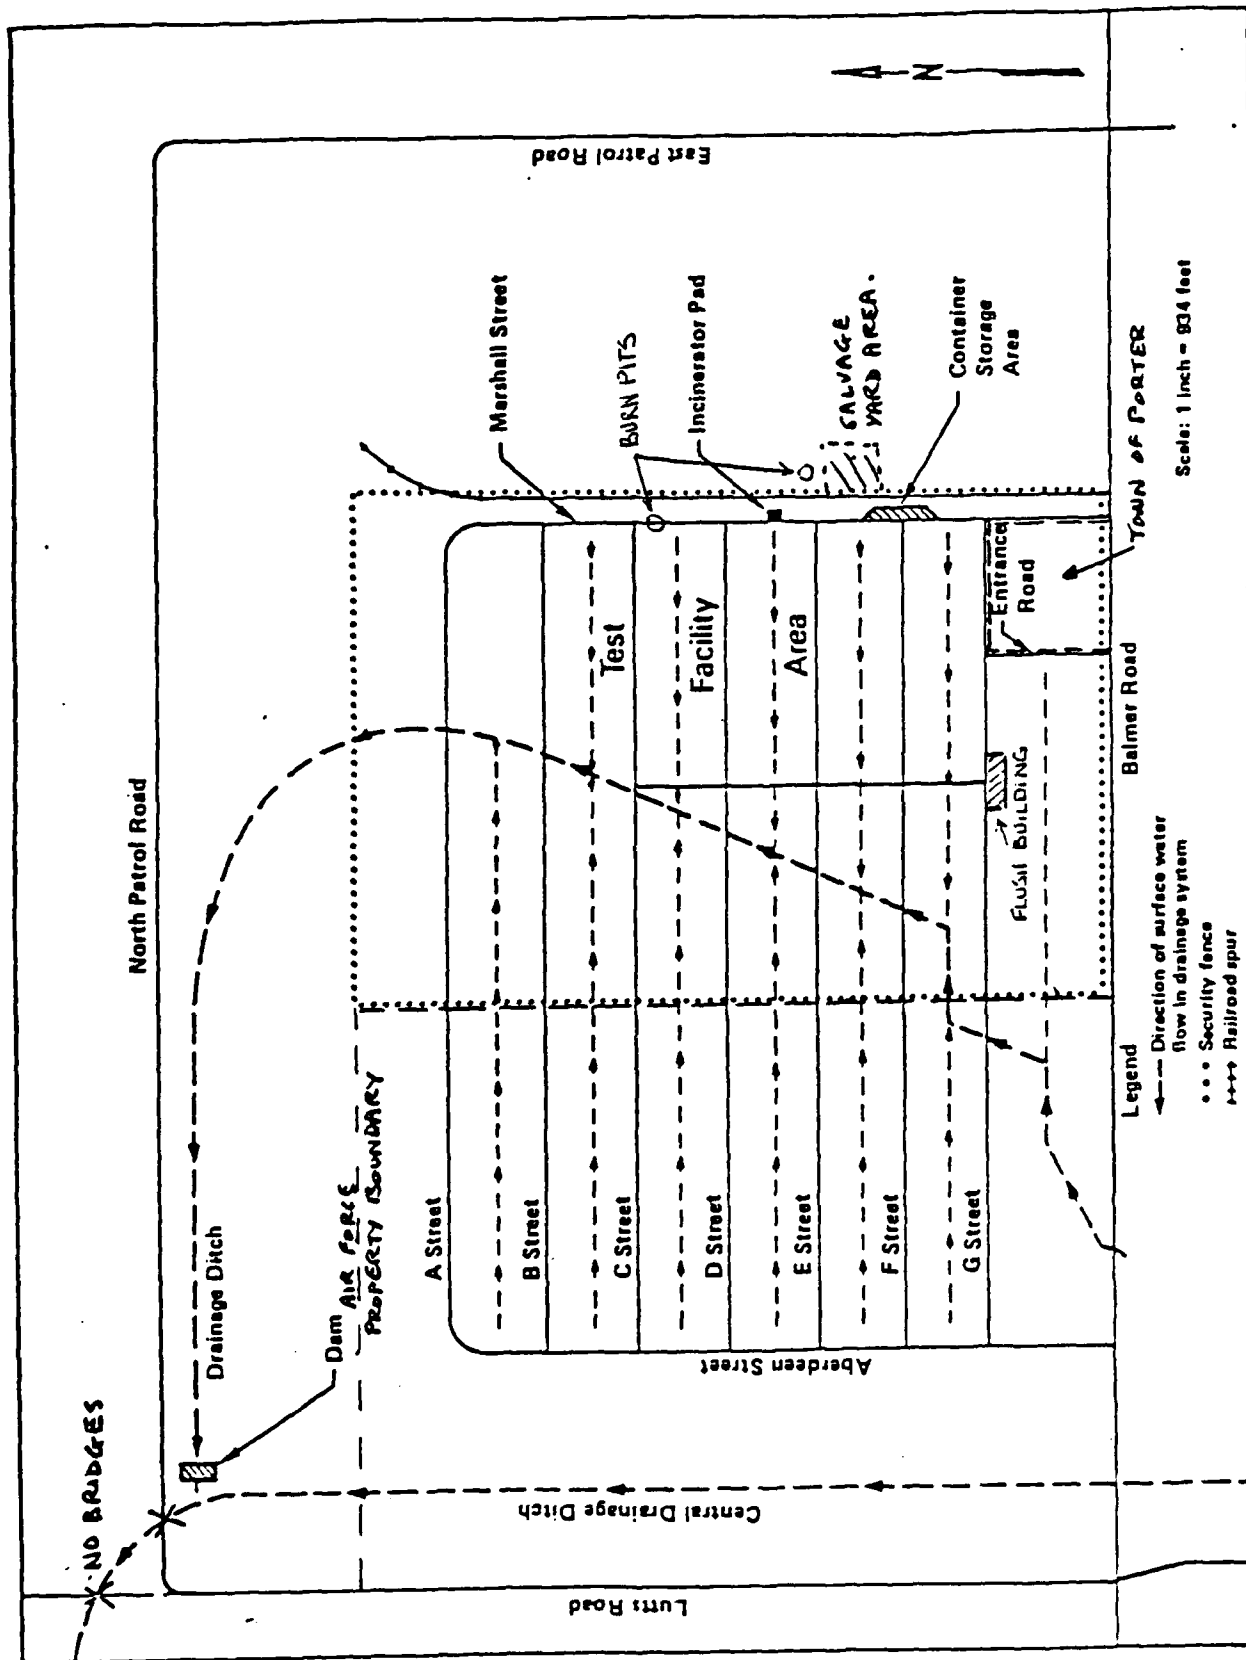 NO BRIDGES
North Patrol Road
East Patrol Road
N
Drainage Ditch
Dam
AIR FORCE
PROPERTY BOUNDARY
Central Drainage Ditch
Lutts Road
Marshall Street
BURN PITS
Incinerator Pad
SALVAGE
YARD AREA.
Container
Storage
Area
A Street
B Street
C Street
D Street
E Street
F Street
G Street
Aberdeen Street
Test
Facility
Area
Entrance
Road
FLUSH BUILDING
TOWN OF PORTER
Balmer Road
Scale: 1 inch = 934 feet
Legend
Direction of surface water
flow in drainage system
Security fence
Railroad spur